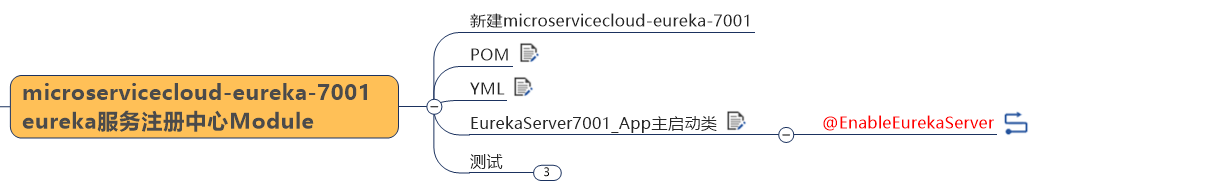 新建microservicecloud-eureka-7001
POM
YML
microservicecloud-eureka-7001
eureka服务注册中心Module
EurekaServer7001_App主启动类
@EnableEurekaServer
测试
3